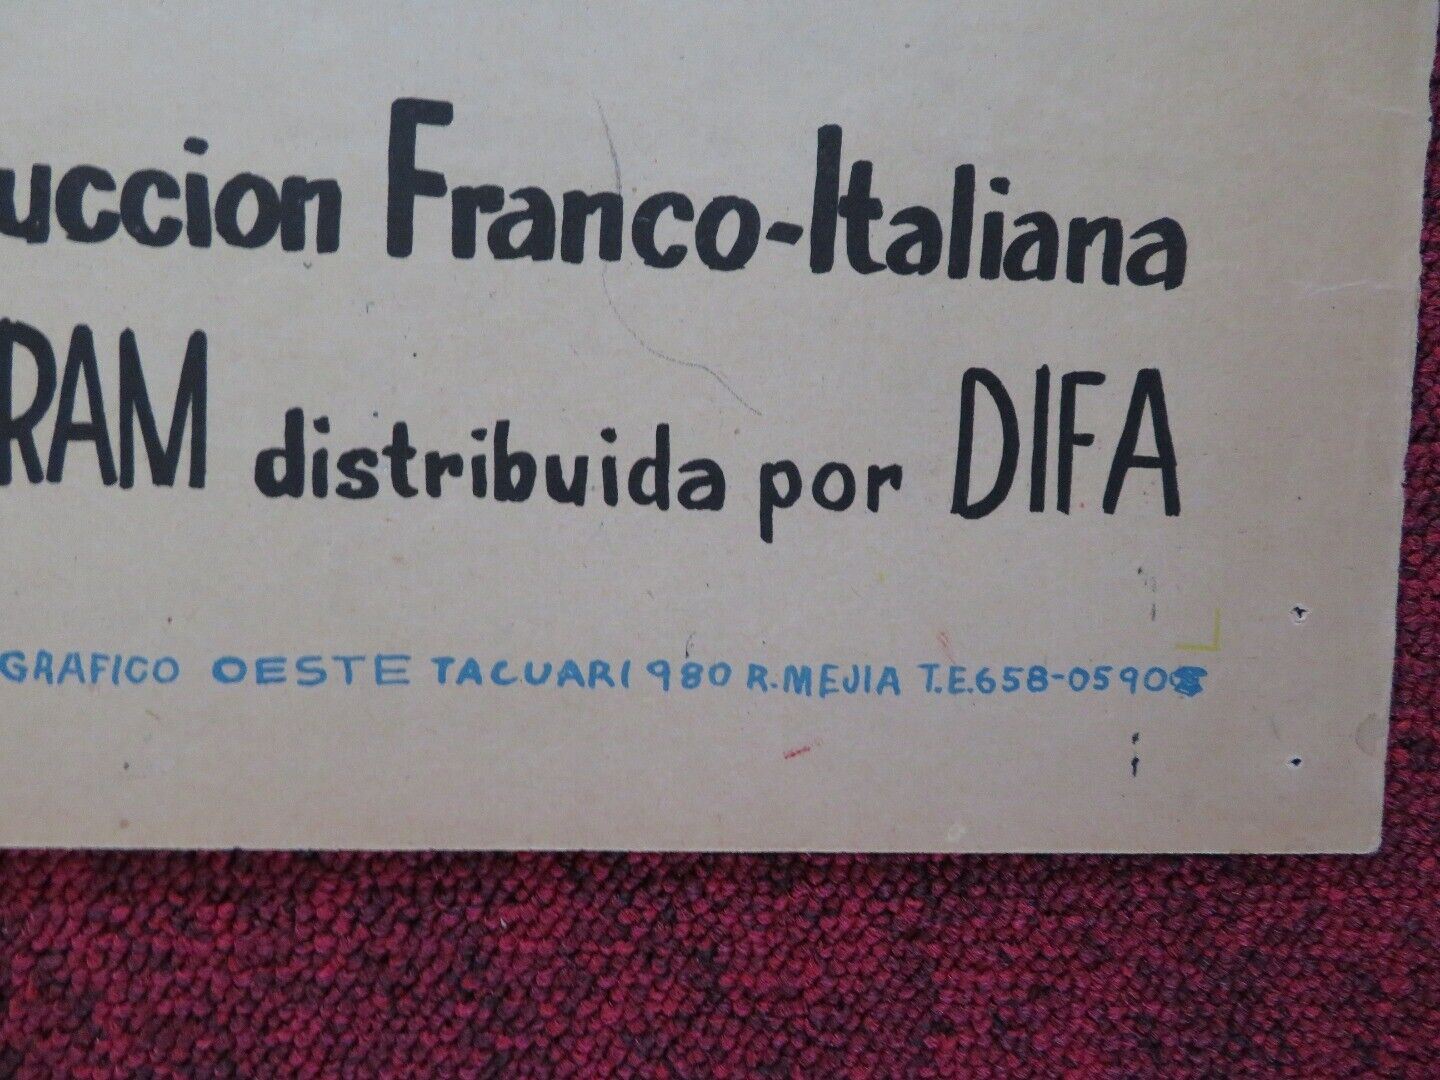 uccion Franco-Italiana
RAM distribuida por DIFA
GRAFICO OESTE TACUARI 980 R.MEJIA T.E.658-0590